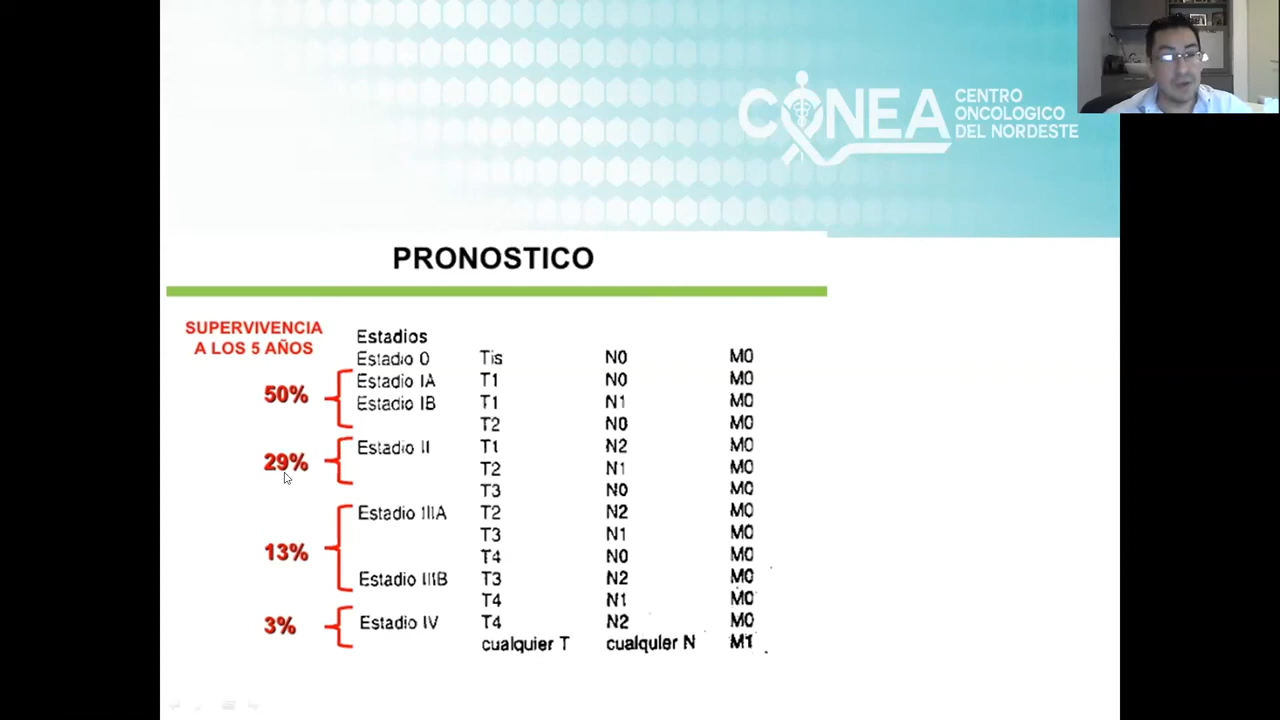 CONEA CENTRO
ONCOLOGICO
DEL NORDESTE
PRONOSTICO
SUPERVIVENCIA
A LOS 5 AÑOS
Estadios
Estadio 0 Tis N0 M0
50% Estadio IA T1 N0 M0
Estadio IB T1 N1 M0
T2 N0 M0
29% Estadio II T1 N2 M0
T2 N1 M0
T3 N0 M0
13% Estadio IIIA T2 N2 M0
T3 N1 M0
T4 N0 M0
Estadio IIIB T3 N2 M0
T4 N1 M0
3% Estadio IV T4 N2 M0
cualquier T cualquler N M1